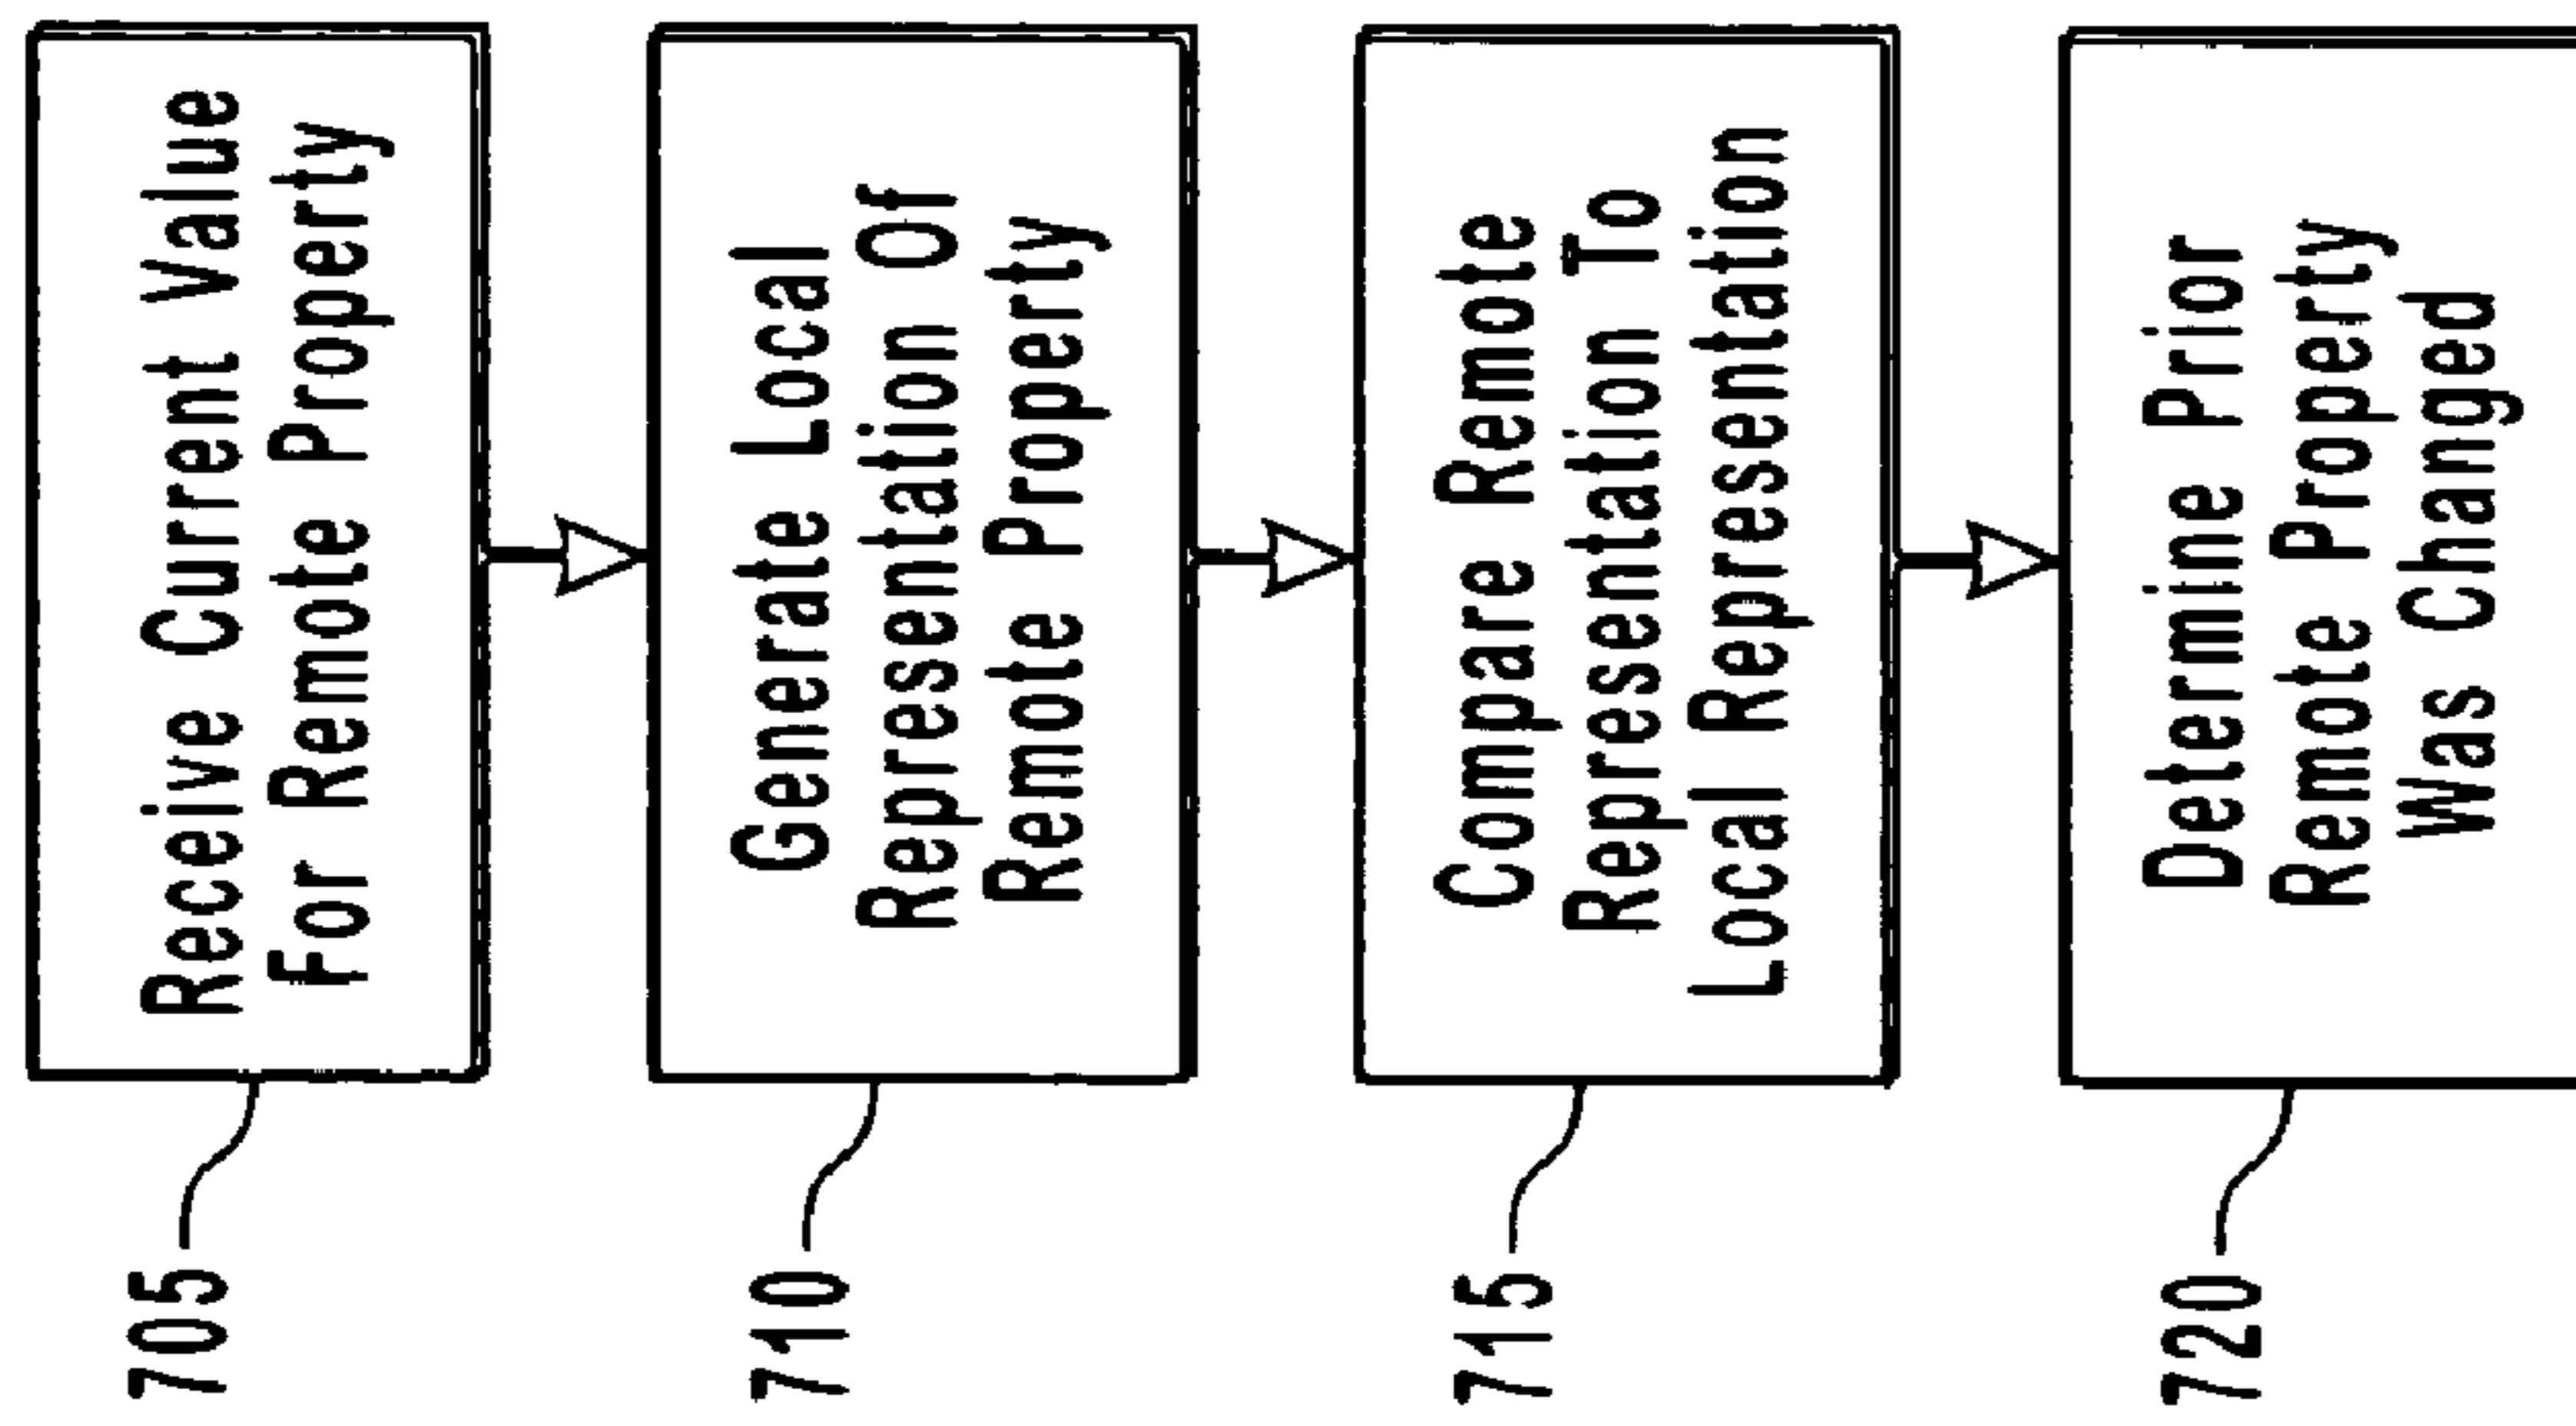 Receive Current Value
For Remote Property
705
Generate Local
Representation Of
Remote Property
710
Compare Remote
Representation To
Local Representation
715
Determine Prior
Remote Property
Was Changed
720